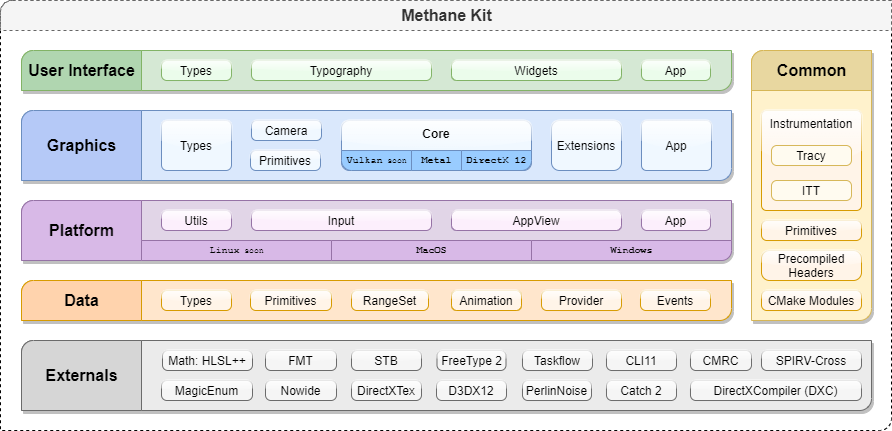 Methane Kit
User Interface
Types
Typography
Widgets
App
Graphics
Types
Camera
Primitives
Core
Vulkan soon
Metal
DirectX 12
Extensions
App
Platform
Utils
Input
AppView
App
Linux soon
MacOS
Windows
Data
Types
Primitives
RangeSet
Animation
Provider
Events
Common
Instrumentation
Tracy
ITT
Primitives
Precompiled
Headers
CMake Modules
Externals
Math: HLSL++
FMT
STB
FreeType 2
Taskflow
CLI11
CMRC
SPIRV-Cross
MagicEnum
Nowide
DirectXTex
D3DX12
PerlinNoise
Catch 2
DirectXCompiler (DXC)